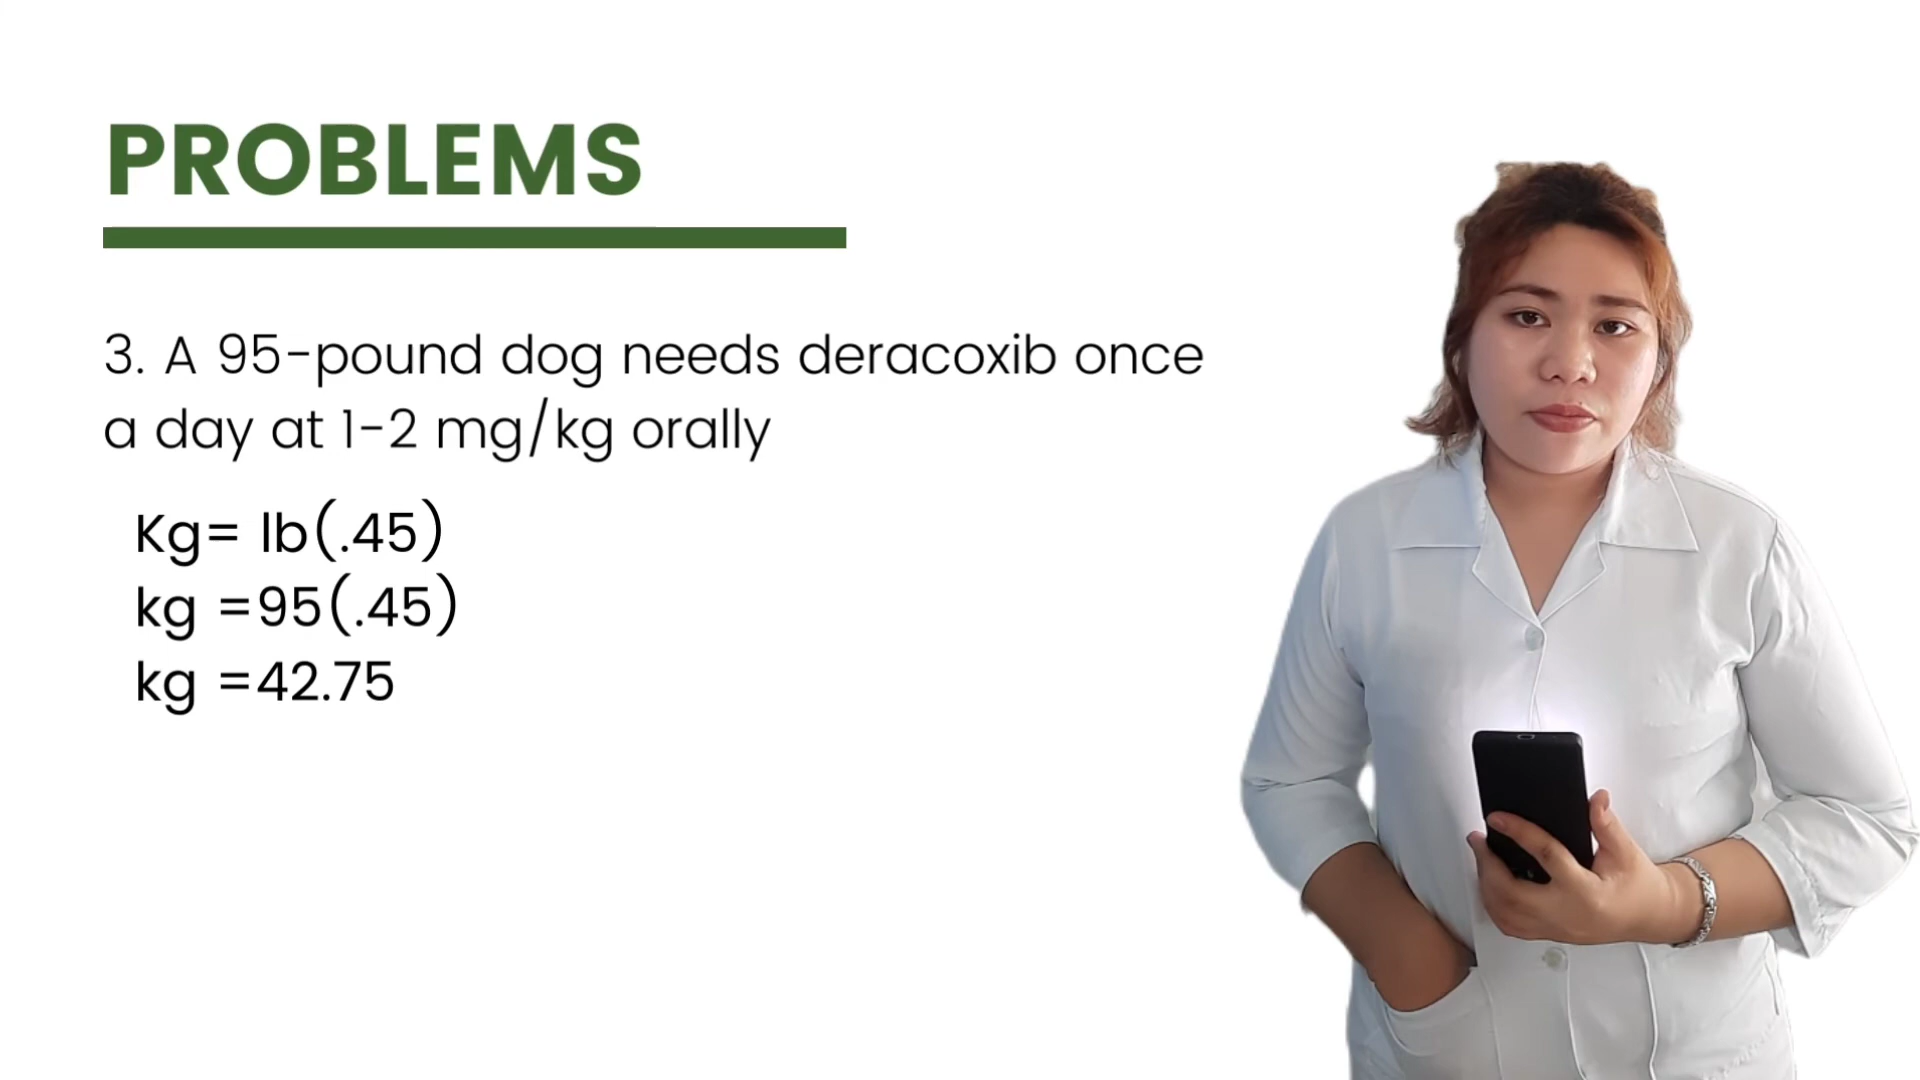 PROBLEMS
3. A 95-pound dog needs deracoxib once
a day at 1-2 mg/kg orally
Kg= lb(.45)
kg =95(.45)
kg =42.75